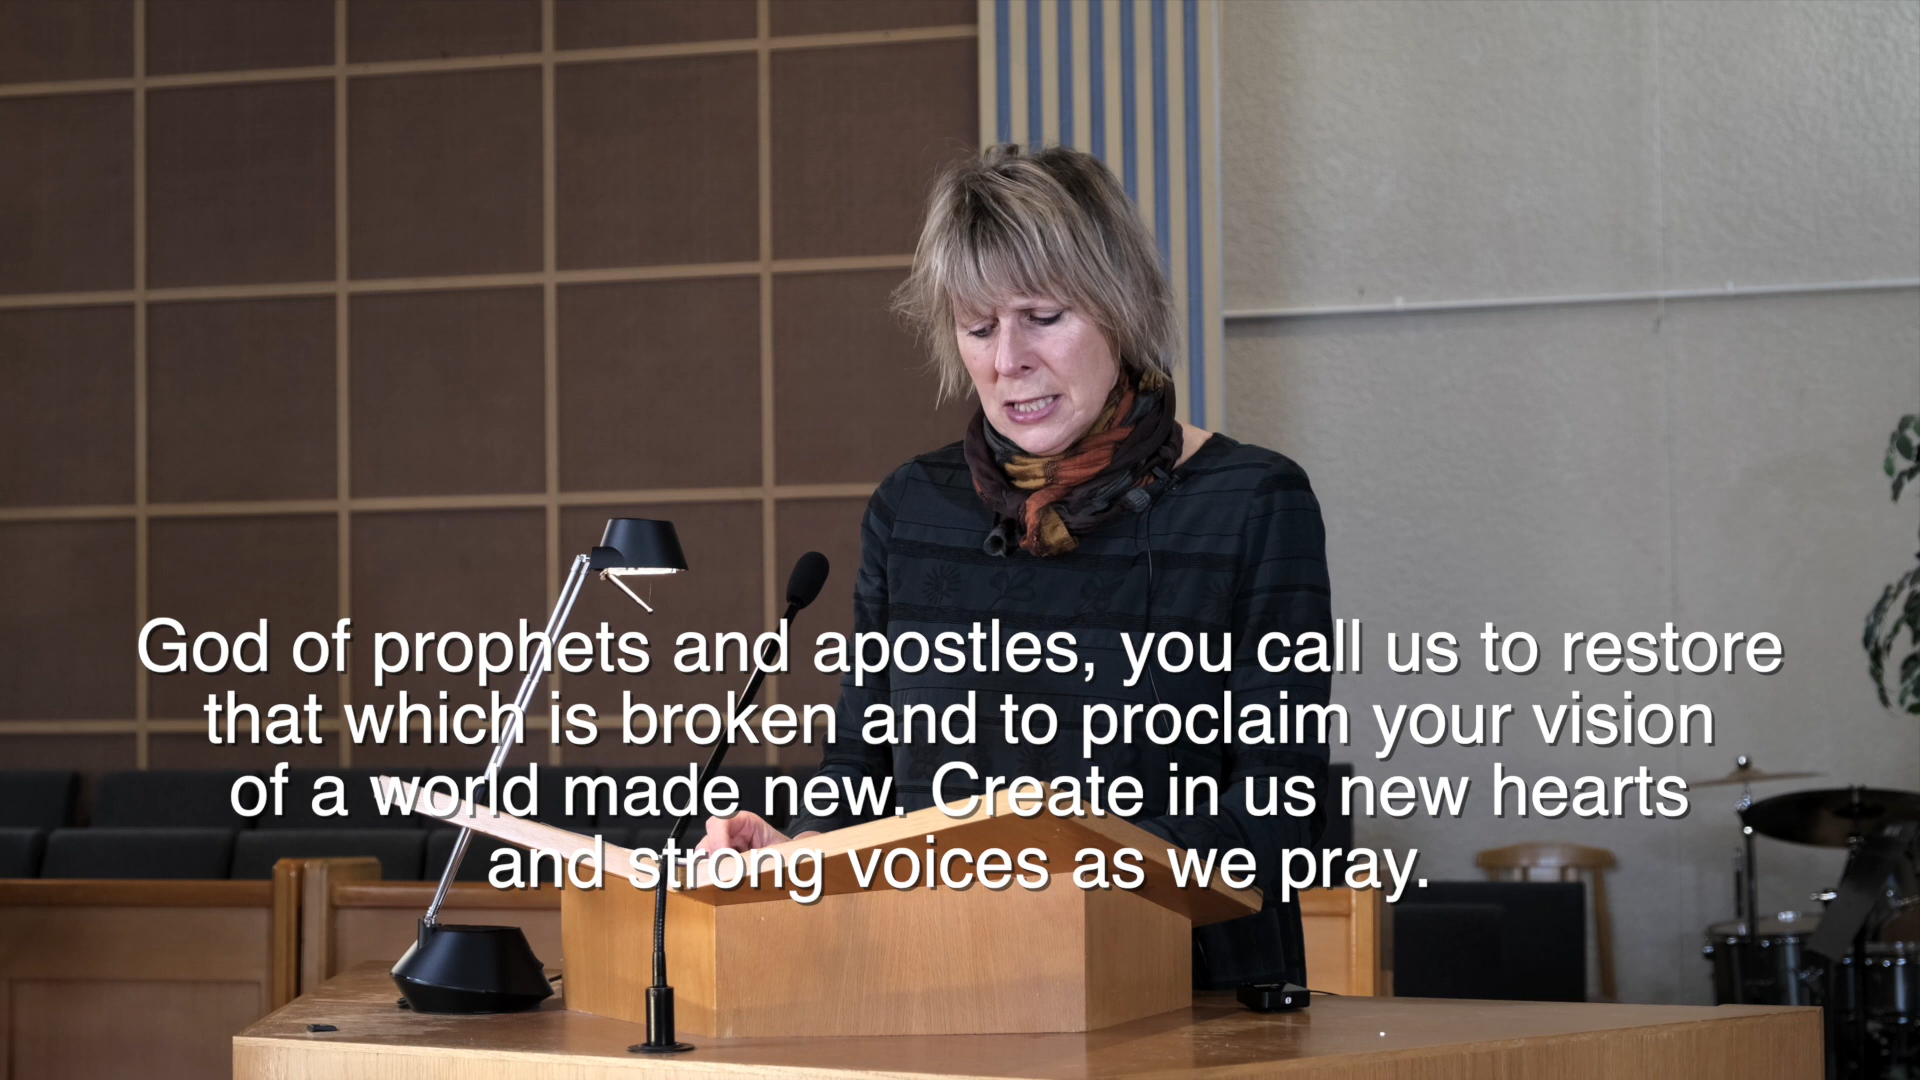 God of prophets and apostles, you call us to restore
that which is broken and to proclaim your vision
of a world made new. Create in us new hearts
and strong voices as we pray.